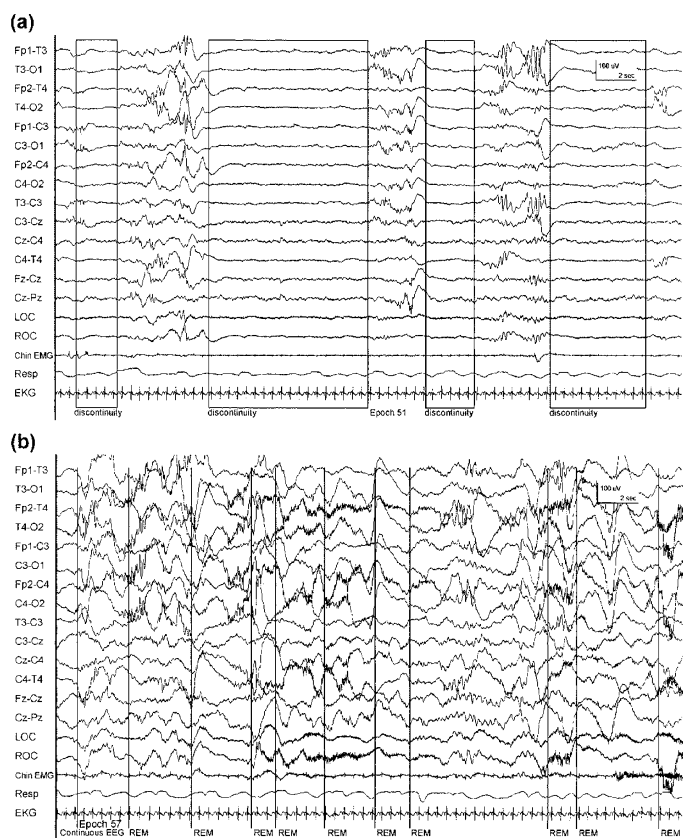 (a)
Fp1-T3
T3-O1
Fp2-T4
T4-O2
Fp1-C3
C3-O1
Fp2-C4
C4-O2
T3-C3
C3-Cz
Cz-C4
C4-T4
Fz-Cz
Cz-Pz
LOC
ROC
Chin EMG
Resp
EKG
160 uV
2 sec
discontinuity discontinuity Epoch 51 discontinuity discontinuity
(b)
Fp1-T3
T3-O1
Fp2-T4
T4-O2
Fp1-C3
C3-O1
Fp2-C4
C4-O2
T3-C3
C3-Cz
Cz-C4
C4-T4
Fz-Cz
Cz-Pz
LOC
ROC
Chin EMG
Resp
EKG
100 uV
2 sec
Epoch 57
Continuous EEG REM REM REM REM REM REM REM REM REM REM